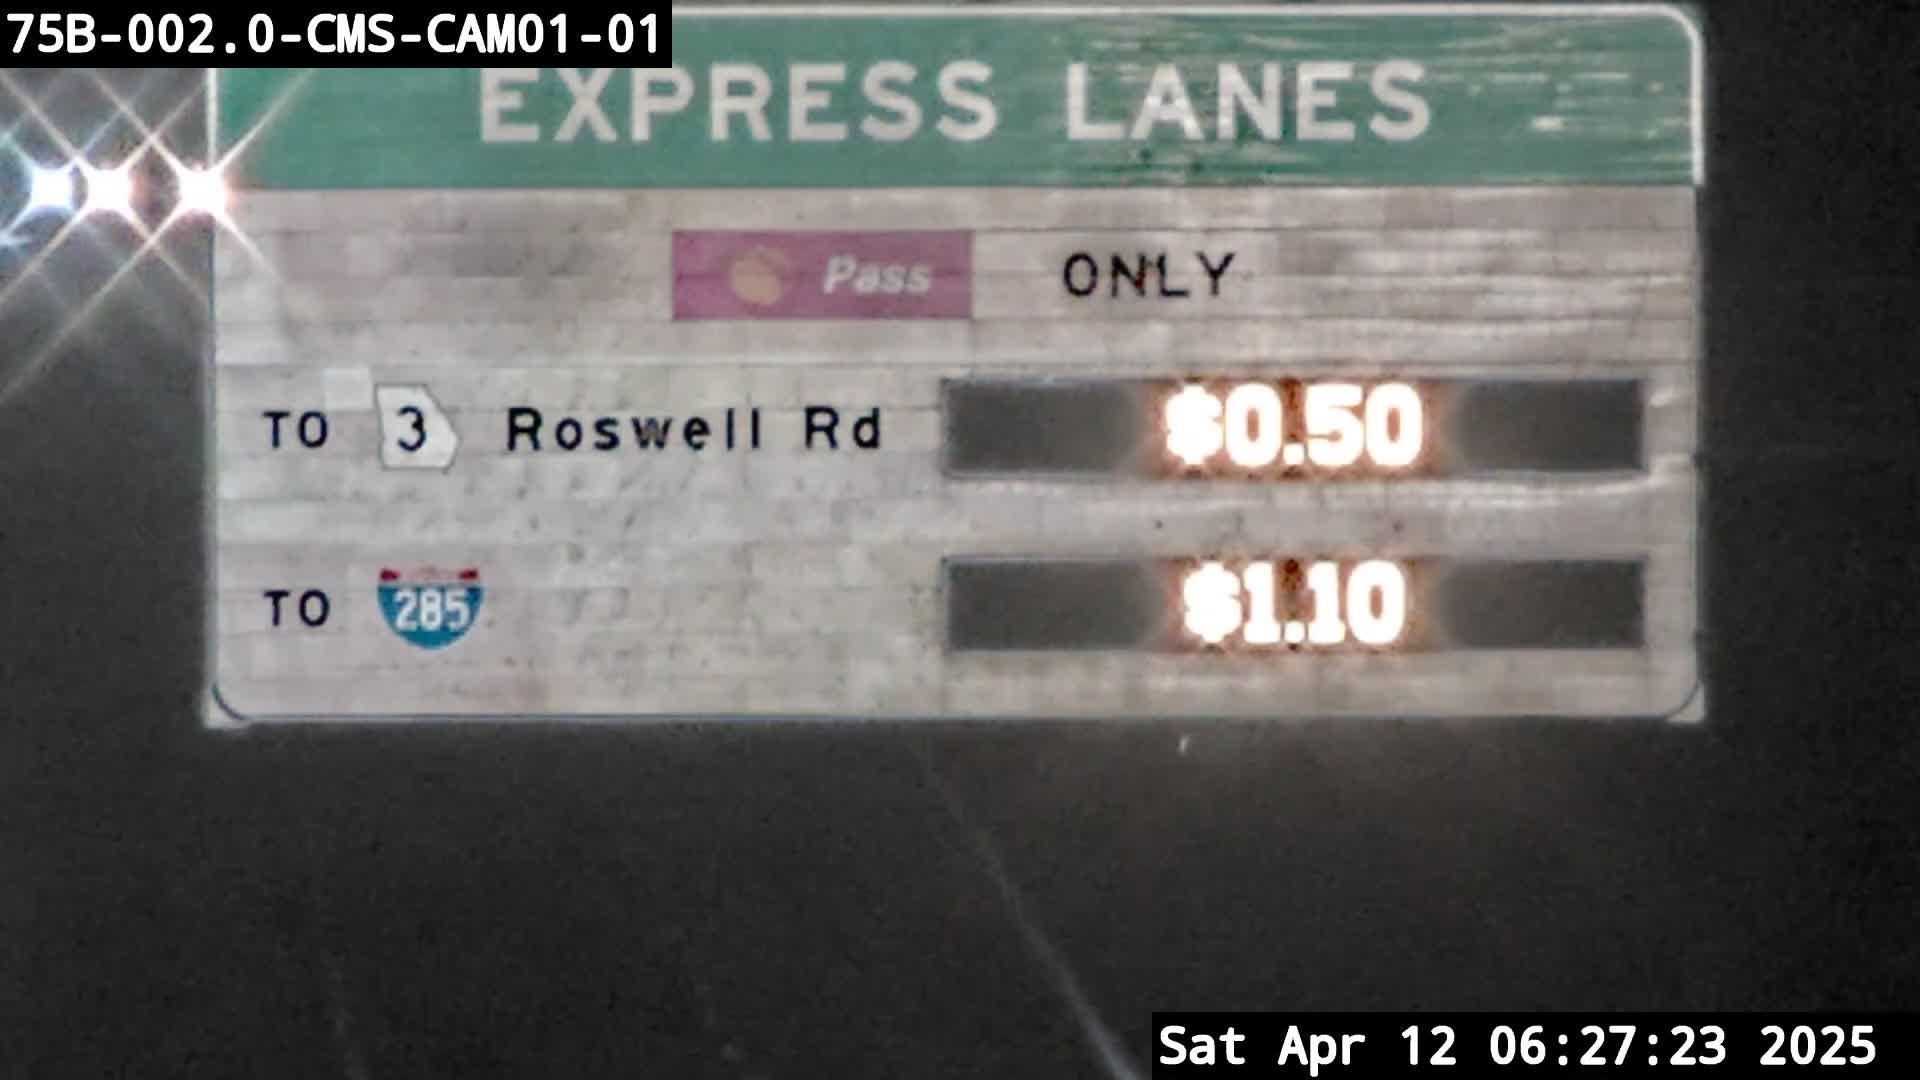 75B-002.0-CMS-CAM01-01
EXPRESS LANES
Pass ONLY
TO 3 Roswell Rd $0.50
TO 285 $1.10
Sat Apr 12 06:27:23 2025